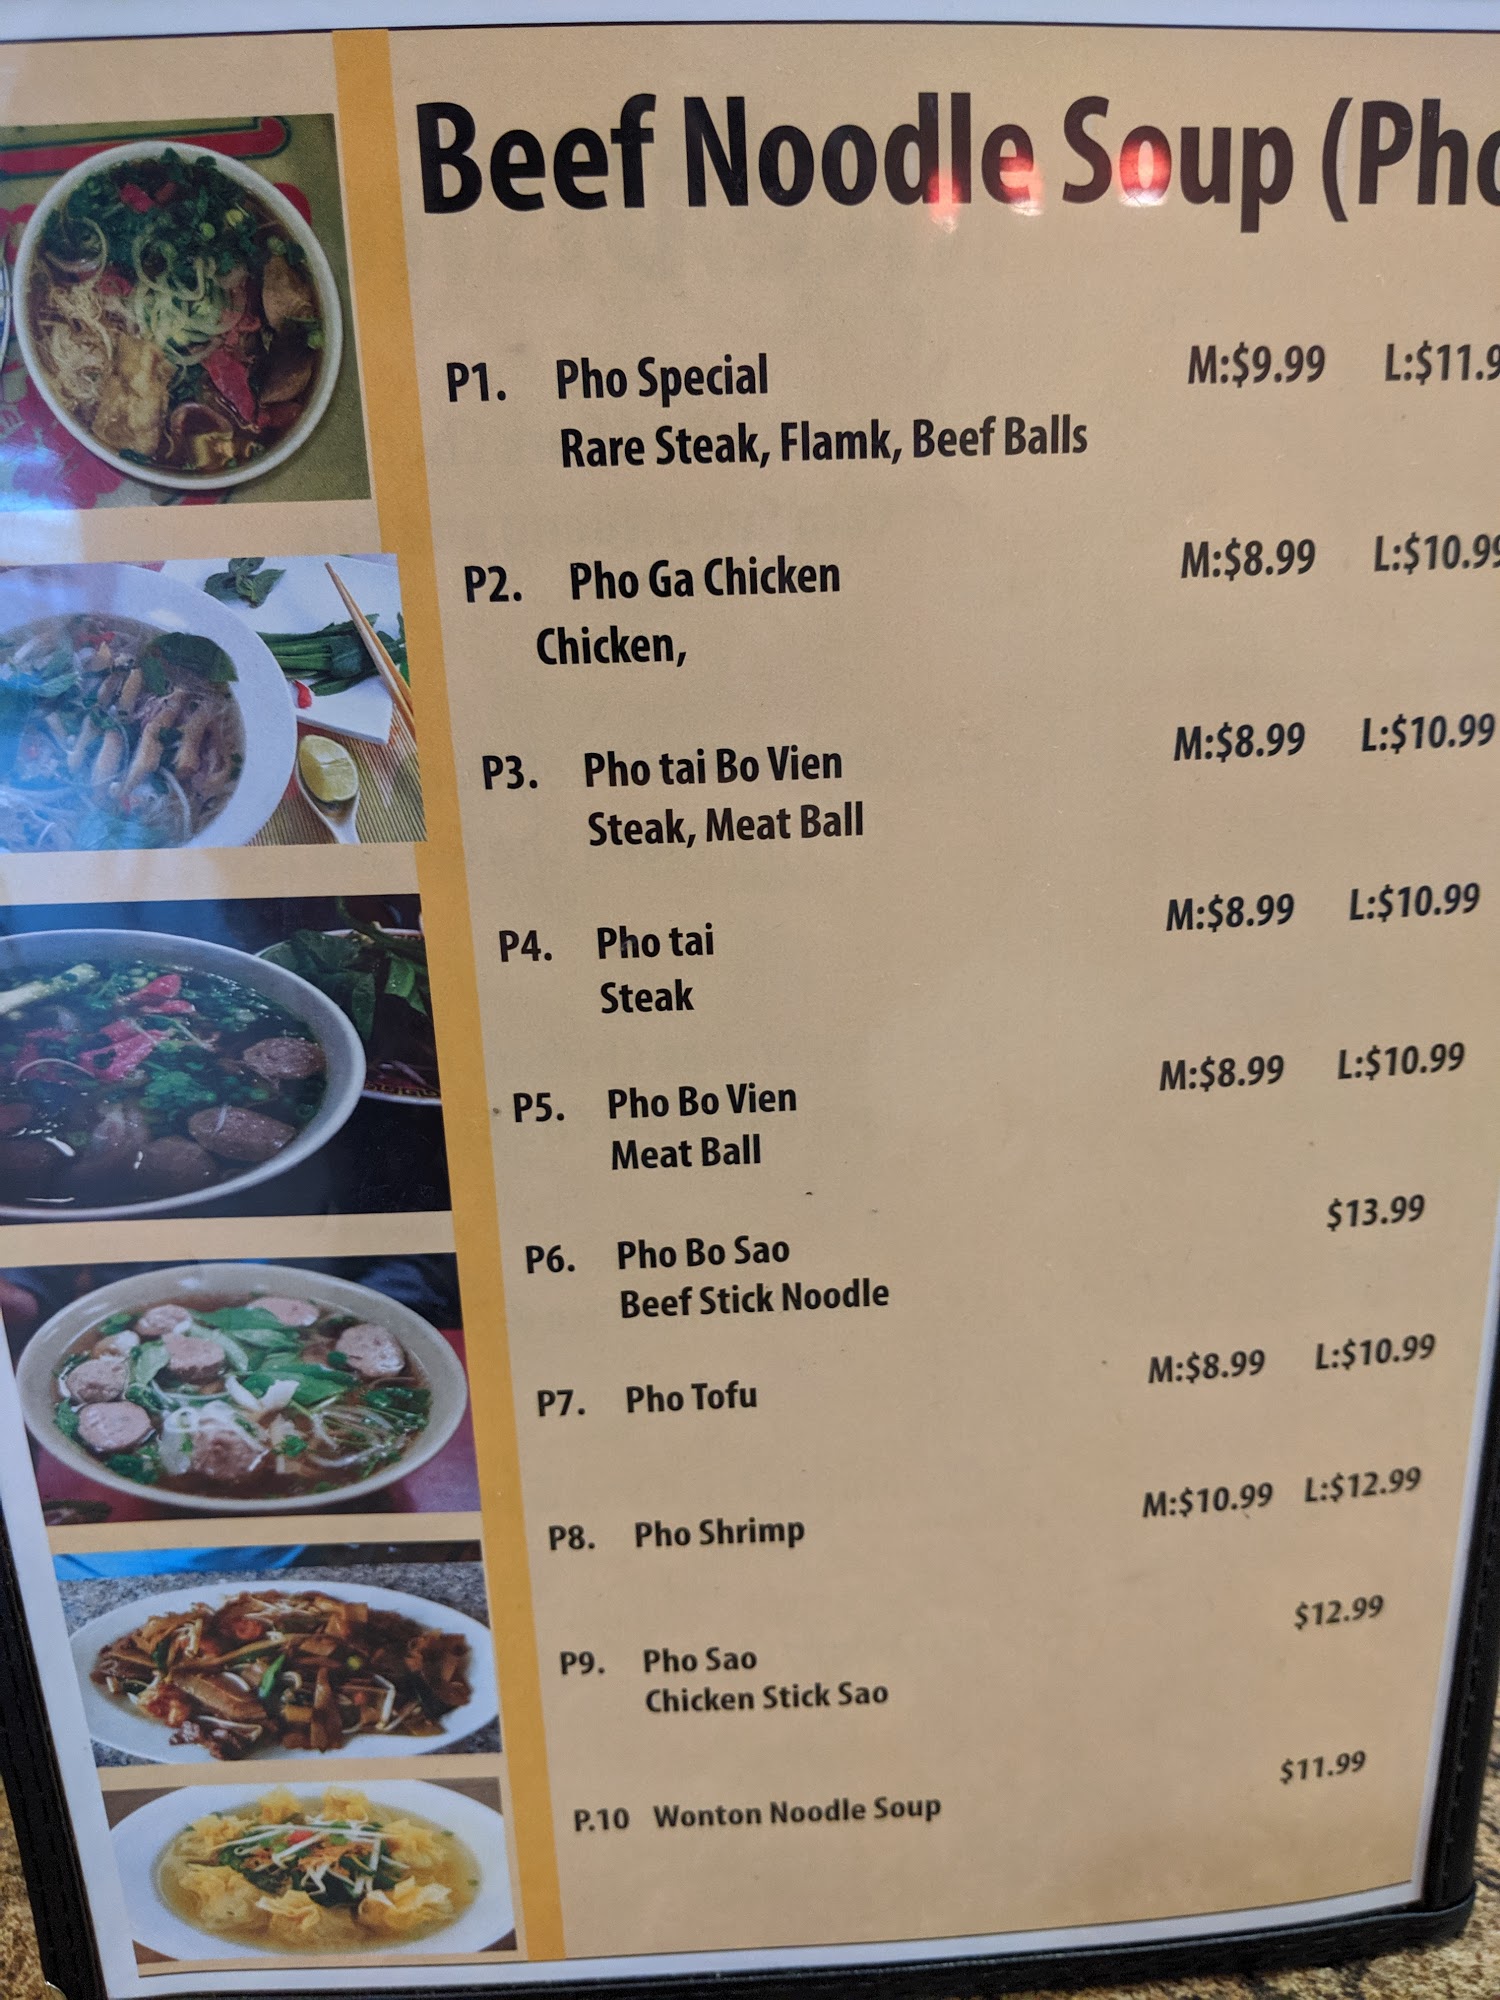 Beef Noodle Soup (Pho
P1. Pho Special M:$9.99 L:$11.9
Rare Steak, Flamk, Beef Balls
P2. Pho Ga Chicken M:$8.99 L:$10.99
Chicken,
P3. Pho tai Bo Vien M:$8.99 L:$10.99
Steak, Meat Ball
P4. Pho tai M:$8.99 L:$10.99
Steak
P5. Pho Bo Vien M:$8.99 L:$10.99
Meat Ball
P6. Pho Bo Sao $13.99
Beef Stick Noodle
P7. Pho Tofu M:$8.99 L:$10.99
P8. Pho Shrimp M:$10.99 L:$12.99
P9. Pho Sao $12.99
Chicken Stick Sao
P.10 Wonton Noodle Soup $11.99